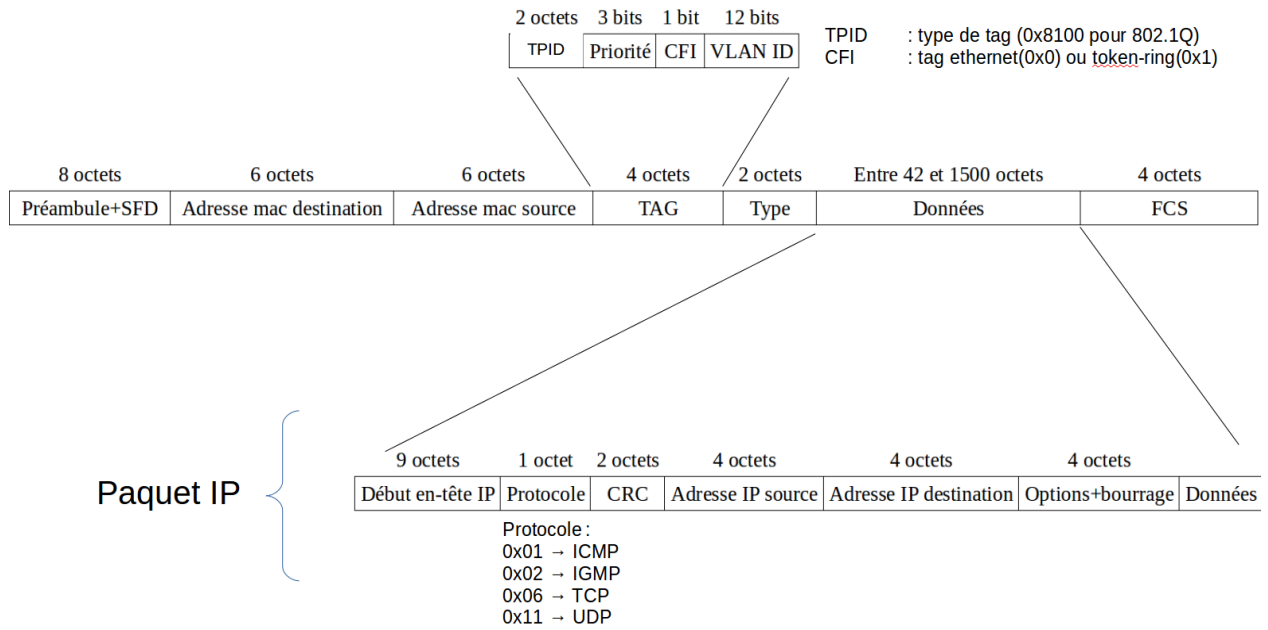 2 octets 3 bits 1 bit 12 bits
TPID Priorité CFI VLAN ID
TPID : type de tag (0x8100 pour 802.1Q)
CFI : tag ethernet(0x0) ou token-ring(0x1)
8 octets 6 octets 6 octets 4 octets 2 octets Entre 42 et 1500 octets 4 octets
Préambule+SFD Adresse mac destination Adresse mac source TAG Type Données FCS
Paquet IP
9 octets 1 octet 2 octets 4 octets 4 octets 4 octets
Début en-tête IP Protocole CRC Adresse IP source Adresse IP destination Options+bourrage Données
Protocole :
0x01 → ICMP
0x02 → IGMP
0x06 → TCP
0x11 → UDP